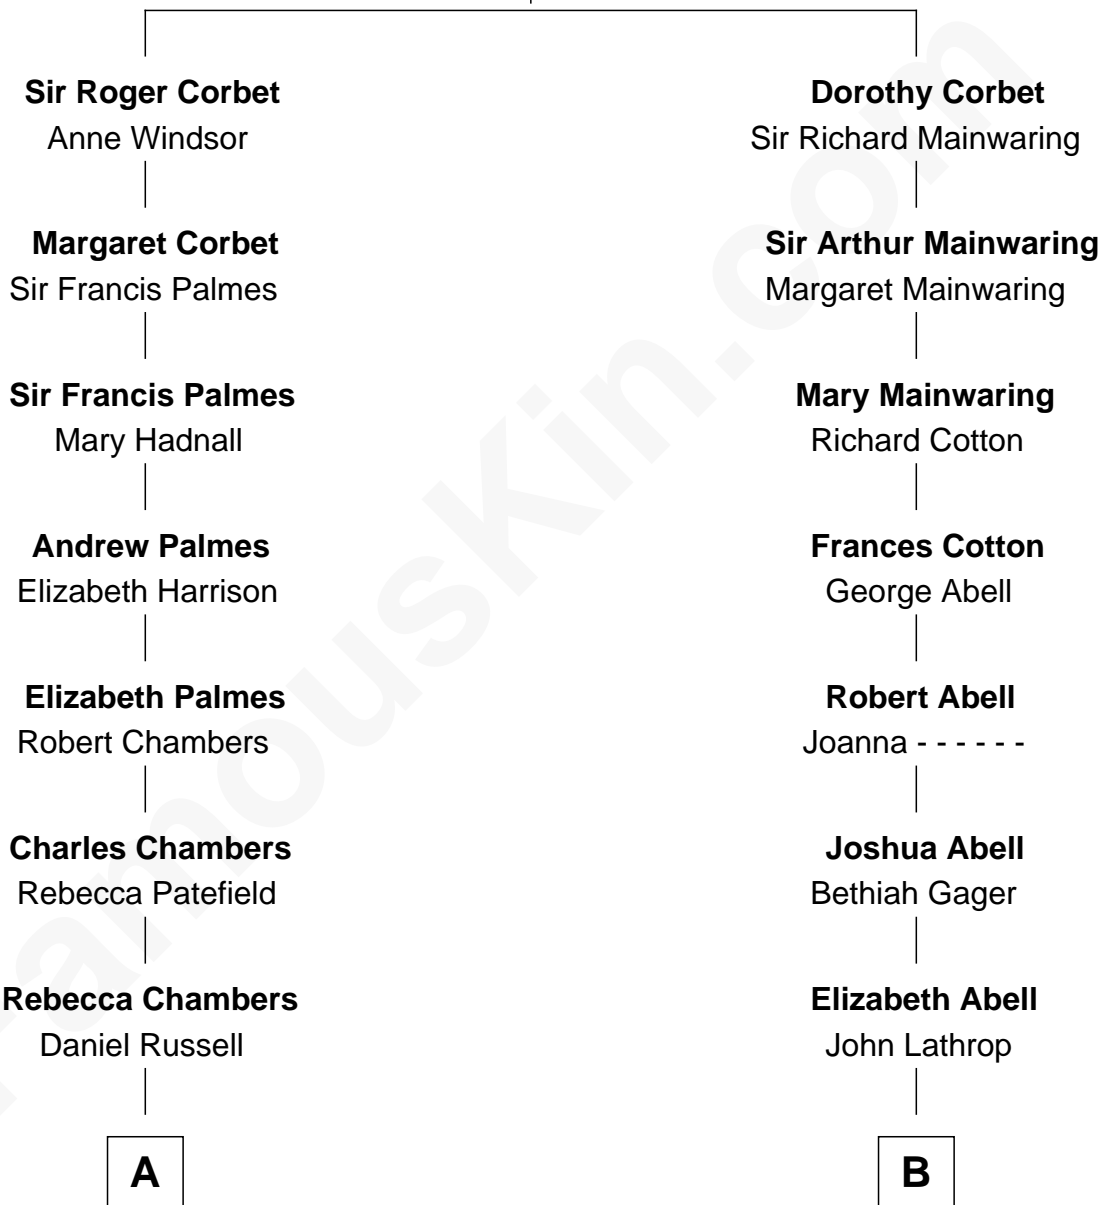 Sir Roger Corbet
Anne Windsor
Margaret Corbet
Sir Francis Palmes
Sir Francis Palmes
Mary Hadnall
Andrew Palmes
Elizabeth Harrison
Elizabeth Palmes
Robert Chambers
Charles Chambers
Rebecca Patefield
Rebecca Chambers
Daniel Russell
A
Dorothy Corbet
Sir Richard Mainwaring
Sir Arthur Mainwaring
Margaret Mainwaring
Mary Mainwaring
Richard Cotton
Frances Cotton
George Abell
Robert Abell
Joanna - - - - - -
Joshua Abell
Bethiah Gager
Elizabeth Abell
John Lathrop
B
FamousKin.com